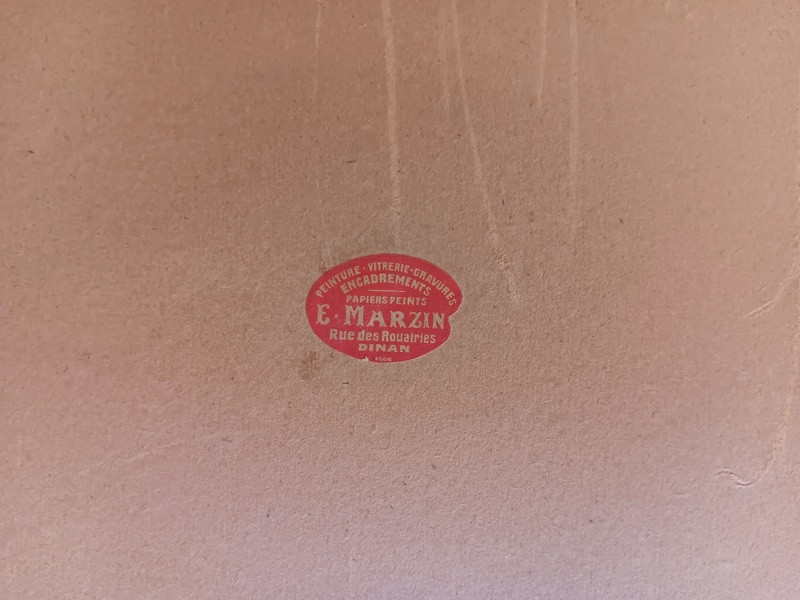 PEINTURE · VITRERIE · GRAVURES
ENCADREMENTS
PAPIERS PEINTS
E · MARZIN
Rue des Rouairies
DINAN